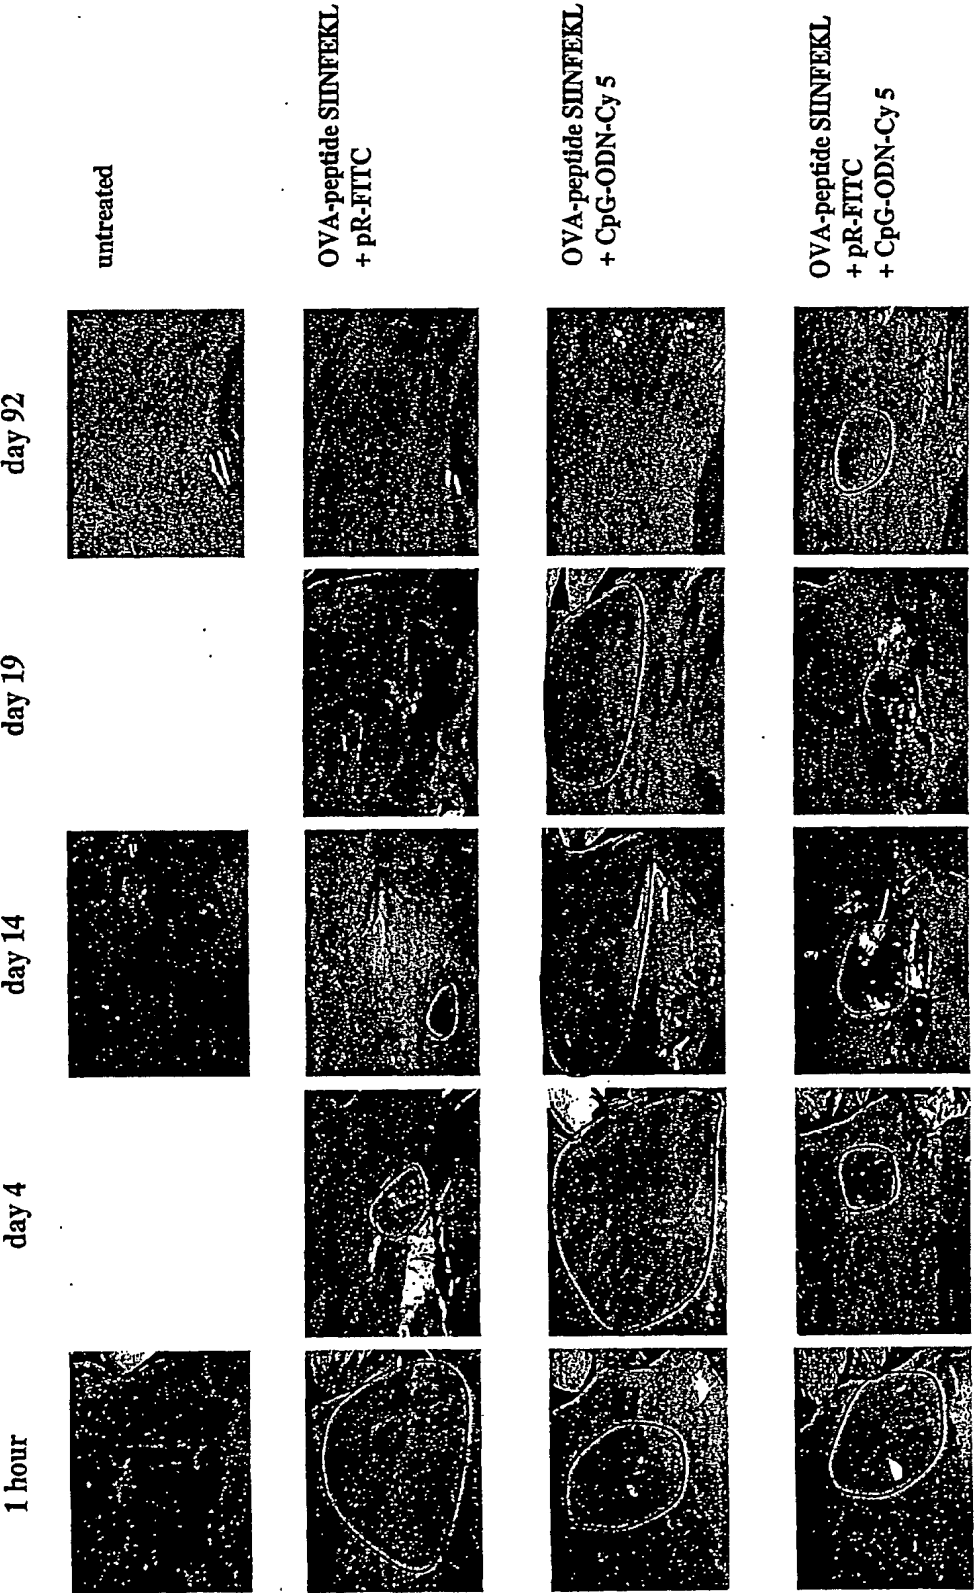 1 hour
day 4
day 14
day 19
day 92
untreated
OVA-peptide SIINFEKL
+ pR-FITC
OVA-peptide SIINFEKL
+ CpG-ODN-Cy 5
OVA-peptide SIINFEKL
+ pR-FITC
+ CpG-ODN-Cy 5